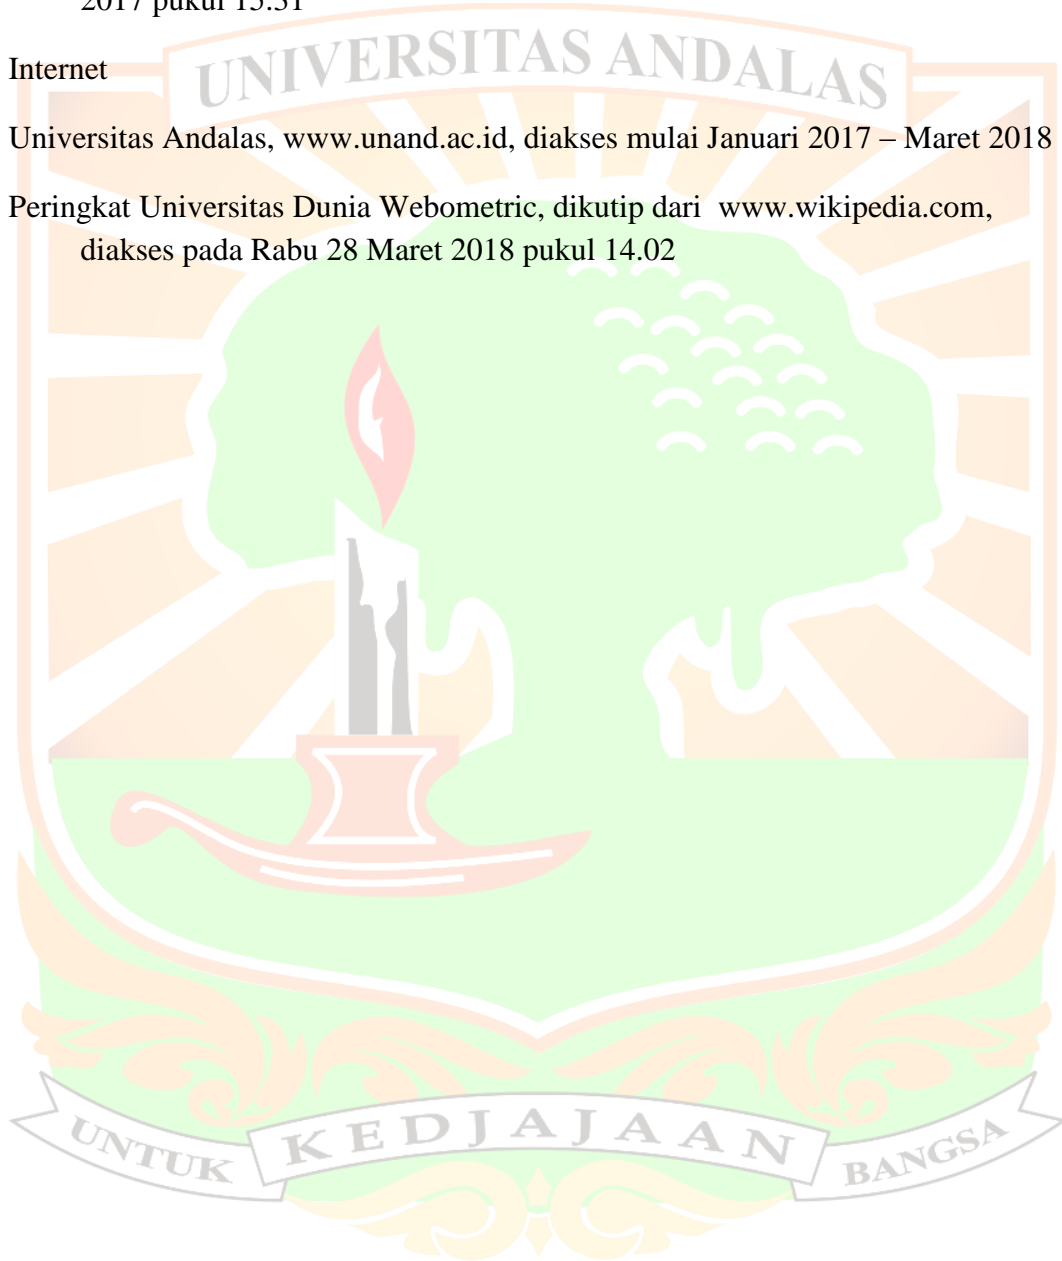 2017 pukul 15.31
UNIVERSITAS ANDALAS
Internet
Universitas Andalas, www.unand.ac.id, diakses mulai Januari 2017 – Maret 2018
Peringkat Universitas Dunia Webometric, dikutip dari  www.wikipedia.com,
diakses pada Rabu 28 Maret 2018 pukul 14.02
UNTUK KEDJAJAAN BANGSA